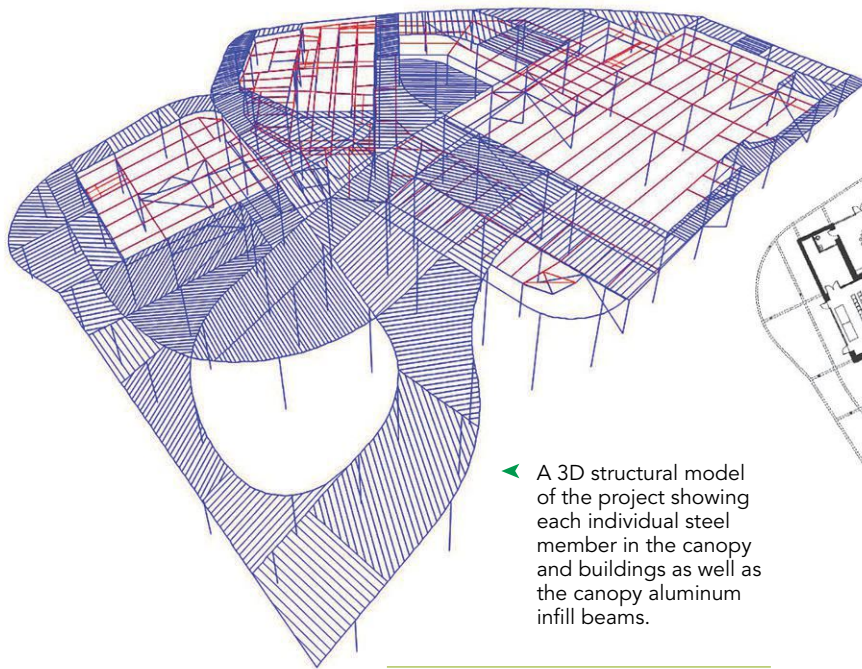 A 3D structural model
of the project showing
each individual steel
member in the canopy
and buildings as well as
the canopy aluminum
infill beams.